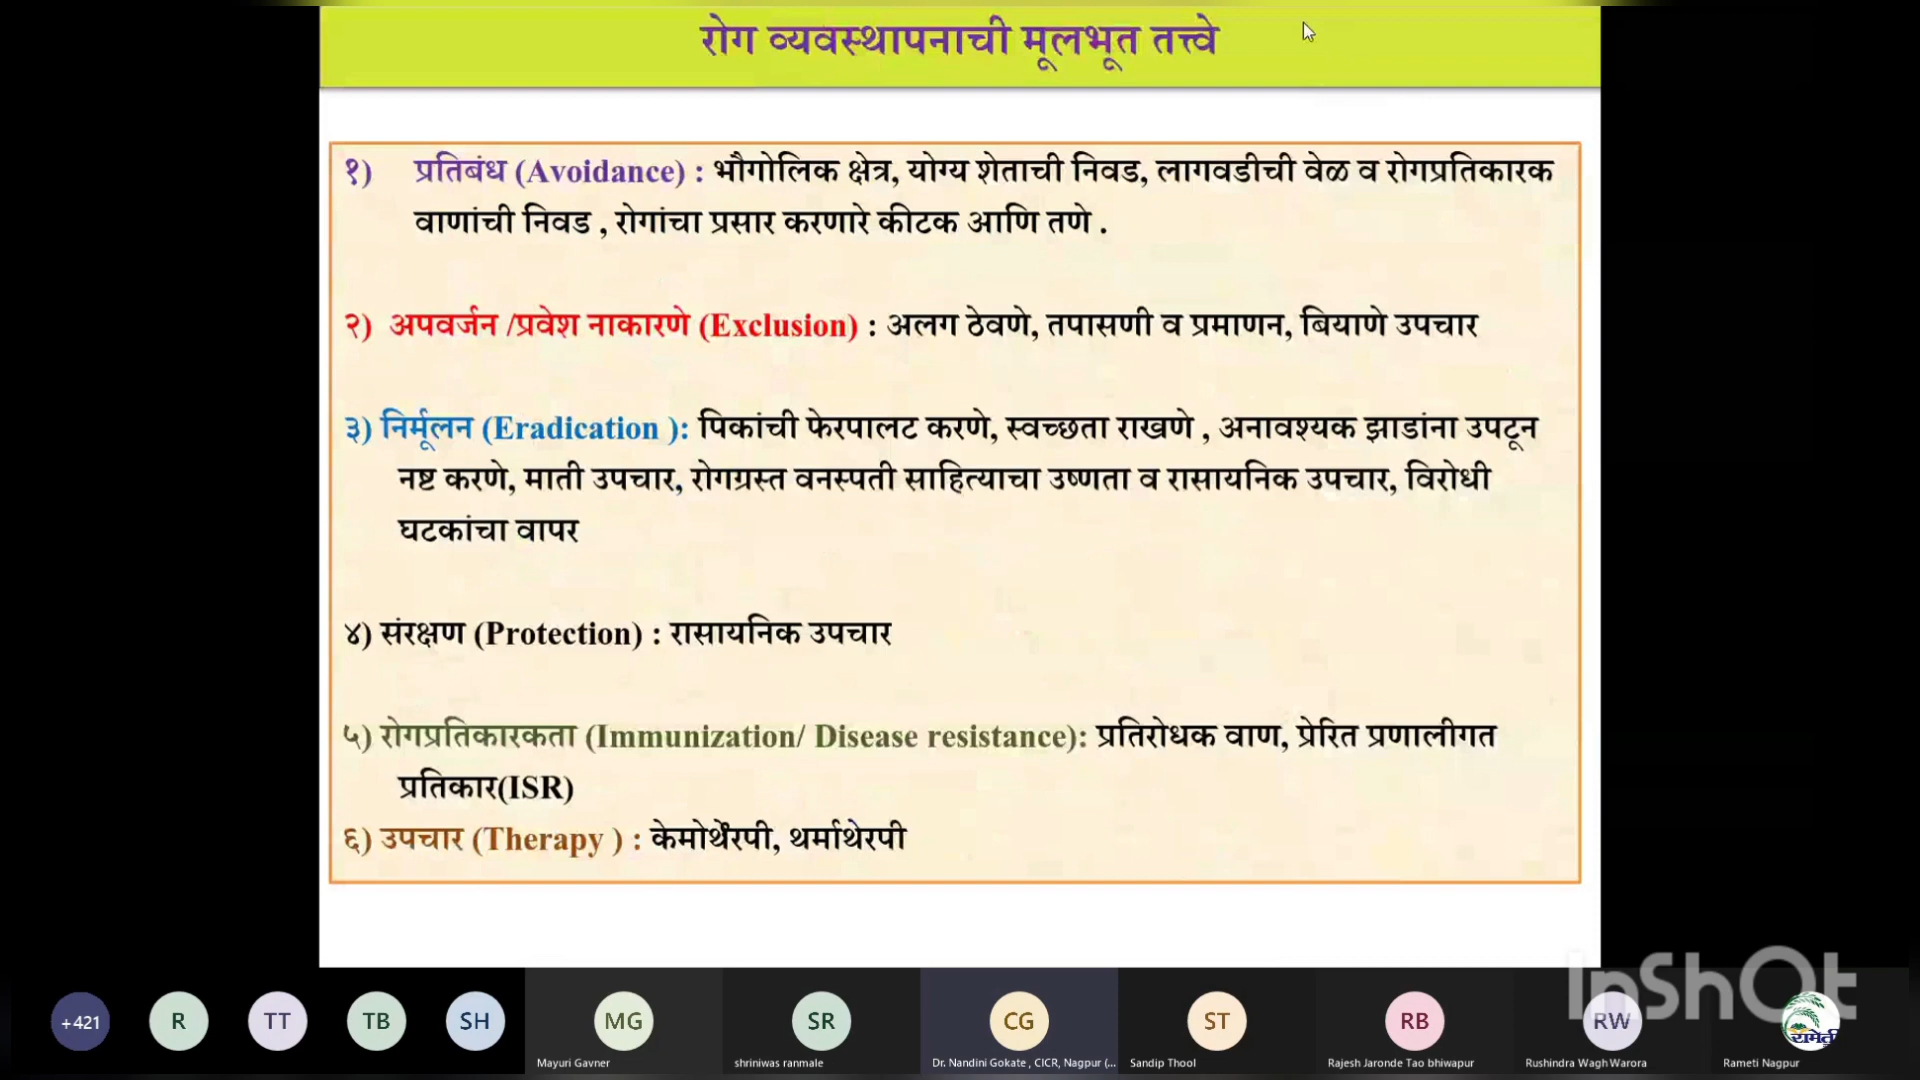 रोग व्यवस्थापनाची मूलभूत तत्त्वे
१) प्रतिबंध (Avoidance) : भौगोलिक क्षेत्र, योग्य शेताची निवड, लागवडीची वेळ व रोगप्रतिकारक
वाणांची निवड , रोगांचा प्रसार करणारे कीटक आणि तणे .
२) अपवर्जन /प्रवेश नाकारणे (Exclusion) : अलग ठेवणे, तपासणी व प्रमाणन, बियाणे उपचार
३) निर्मूलन (Eradication ): पिकांची फेरपालट करणे, स्वच्छता राखणे , अनावश्यक झाडांना उपटून
नष्ट करणे, माती उपचार, रोगग्रस्त वनस्पती साहित्याचा उष्णता व रासायनिक उपचार, विरोधी
घटकांचा वापर
४) संरक्षण (Protection) : रासायनिक उपचार
५) रोगप्रतिकारकता (Immunization/ Disease resistance): प्रतिरोधक वाण, प्रेरित प्रणालीगत
प्रतिकार(ISR)
६) उपचार (Therapy ) : केमोर्थेरपी, थर्माथेरपी
InShOt
+421 R TT TB SH MG SR CG ST RB RW रामेती
Mayuri Gavner shriniwas ranmale Dr. Nandini Gokate , CICR, Nagpur (... Sandip Thool Rajesh Jaronde Tao bhiwapur Rushindra Wagh Warora Rameti Nagpur